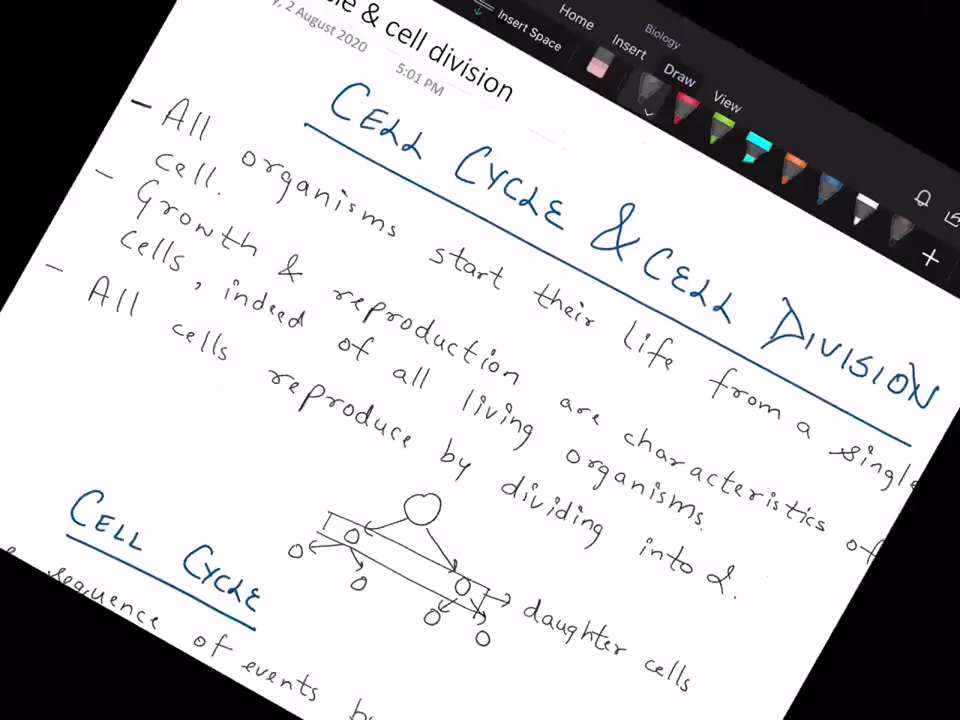 Biology
Home Insert Draw View
Insert Space
& cell division
2 August 2020
5:01 PM
CELL CYCLE & CELL DIVISION
- All organisms start their life from a single
cell.
- Growth & reproduction are characteristics of
cells, indeed of all living organisms.
- All cells reproduce by dividing into 2.
daughter cells
CELL CYCLE
sequence of events